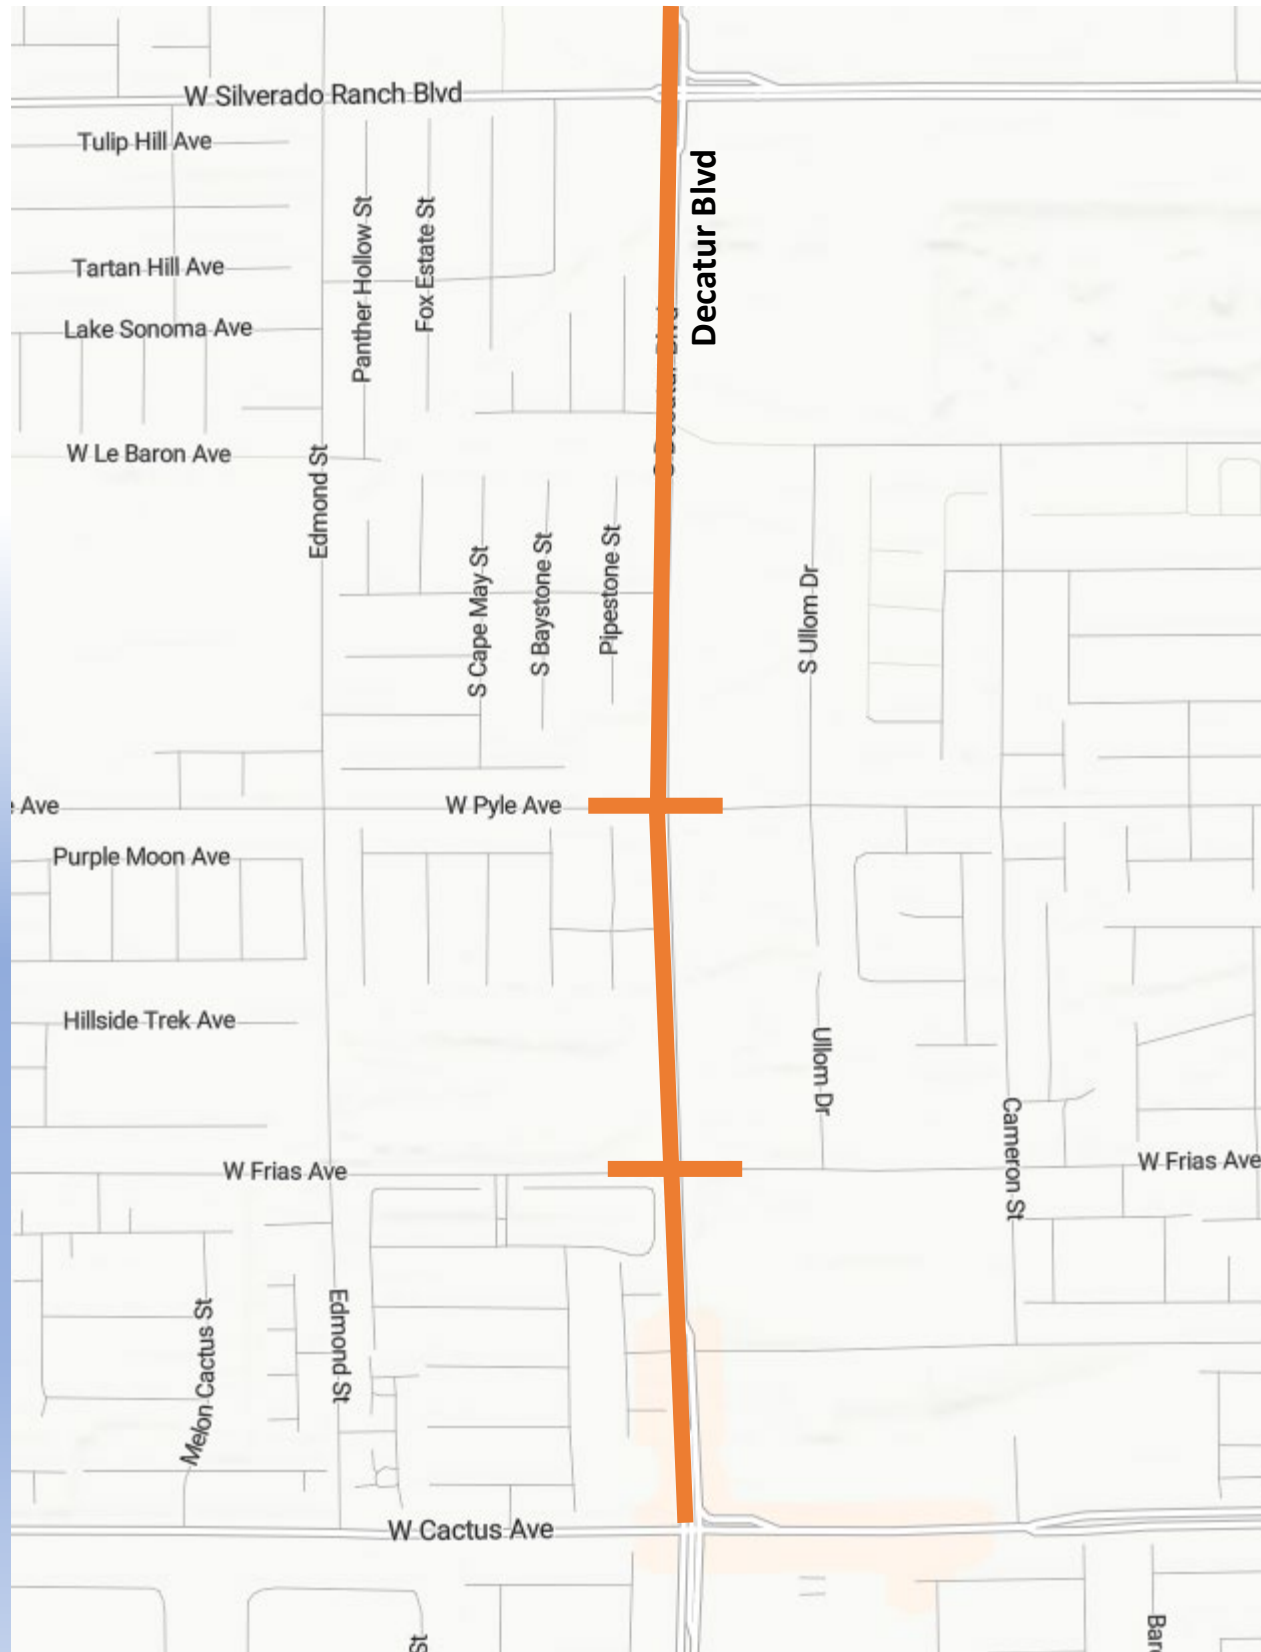 W Silverado Ranch Blvd
Tulip Hill Ave
Decatur Blvd
Panther Hollow St
Fox Estate St
Tartan Hill Ave
Lake Sonoma Ave
W Le Baron Ave
Edmond St
S Cape May St
S Baystone St
Pipestone St
S Ullom Dr
Ave
W Pyle Ave
Purple Moon Ave
Hillside Trek Ave
Ullom Dr
Cameron St
W Frias Ave
W Frias Ave
Melon Cactus St
Edmond St
W Cactus Ave
St